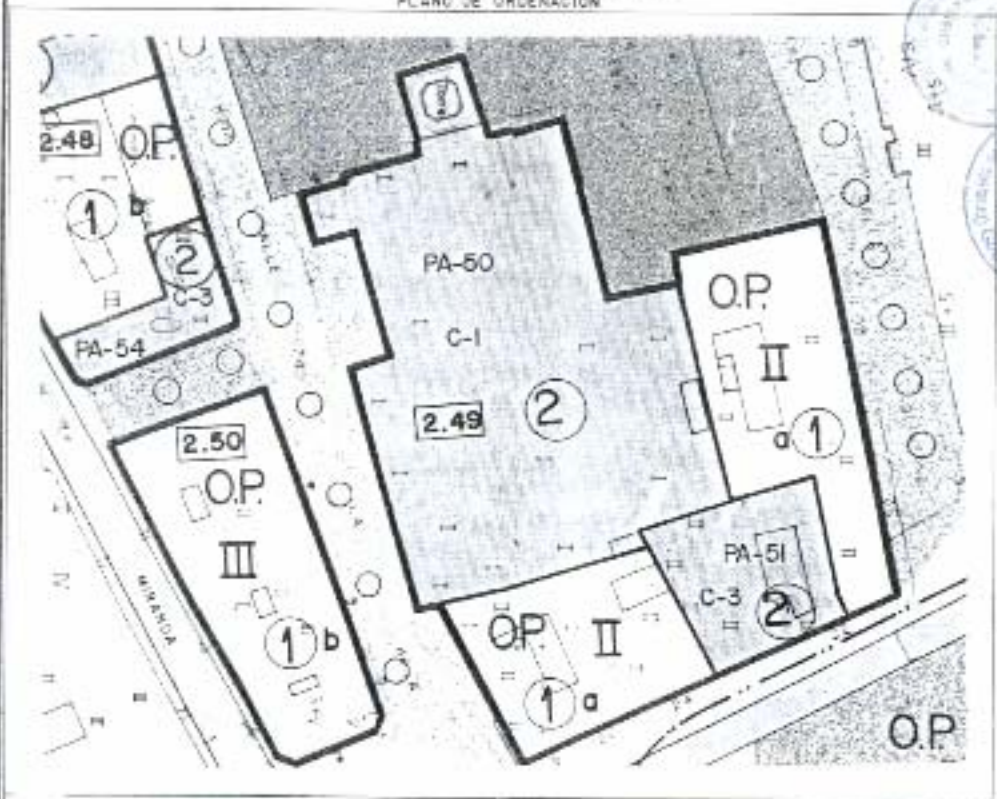 PLANO DE ORDENACION
2.48
O.P.
1 b
2
C-3
PA-54
CALLE
PA-50
C-1
2.49
2
O.P.
II
a 1
2.50
O.P.
III
1 b
MIRANDA
PA-51
C-3
2
O.P.
II
1 a
O.P.